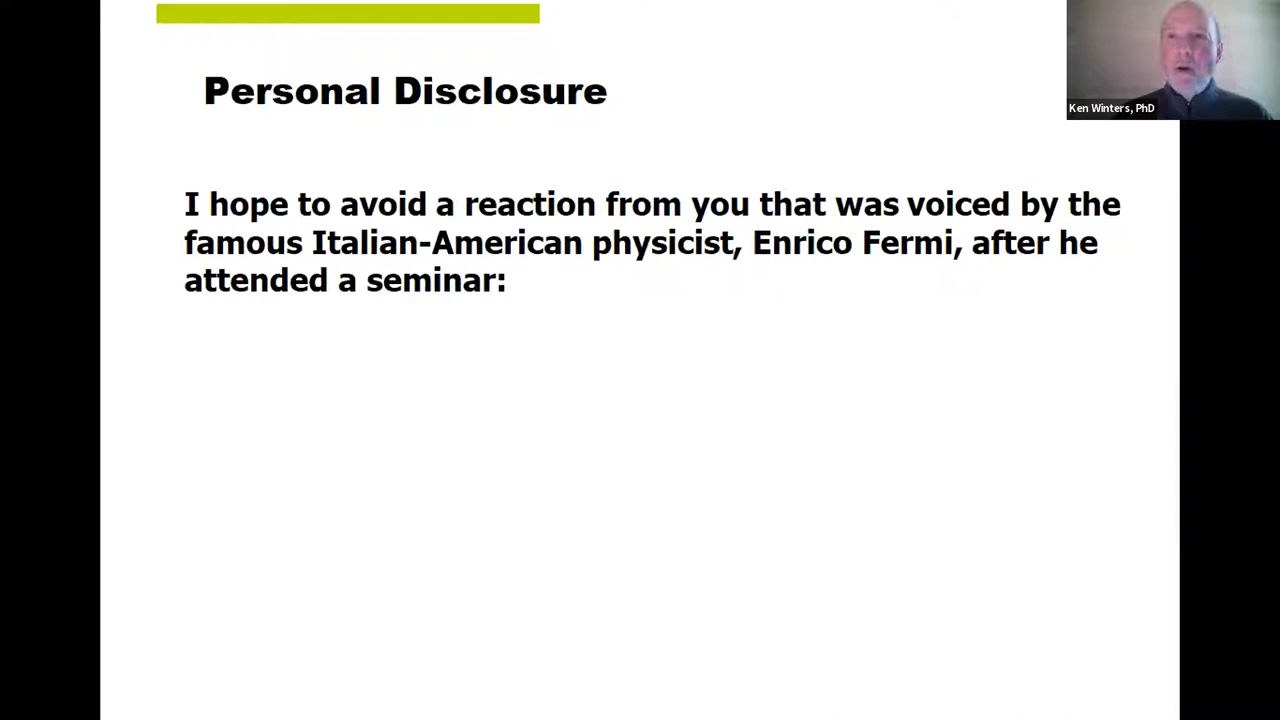 Personal Disclosure
Ken Winters, PhD
I hope to avoid a reaction from you that was voiced by the
famous Italian-American physicist, Enrico Fermi, after he
attended a seminar: